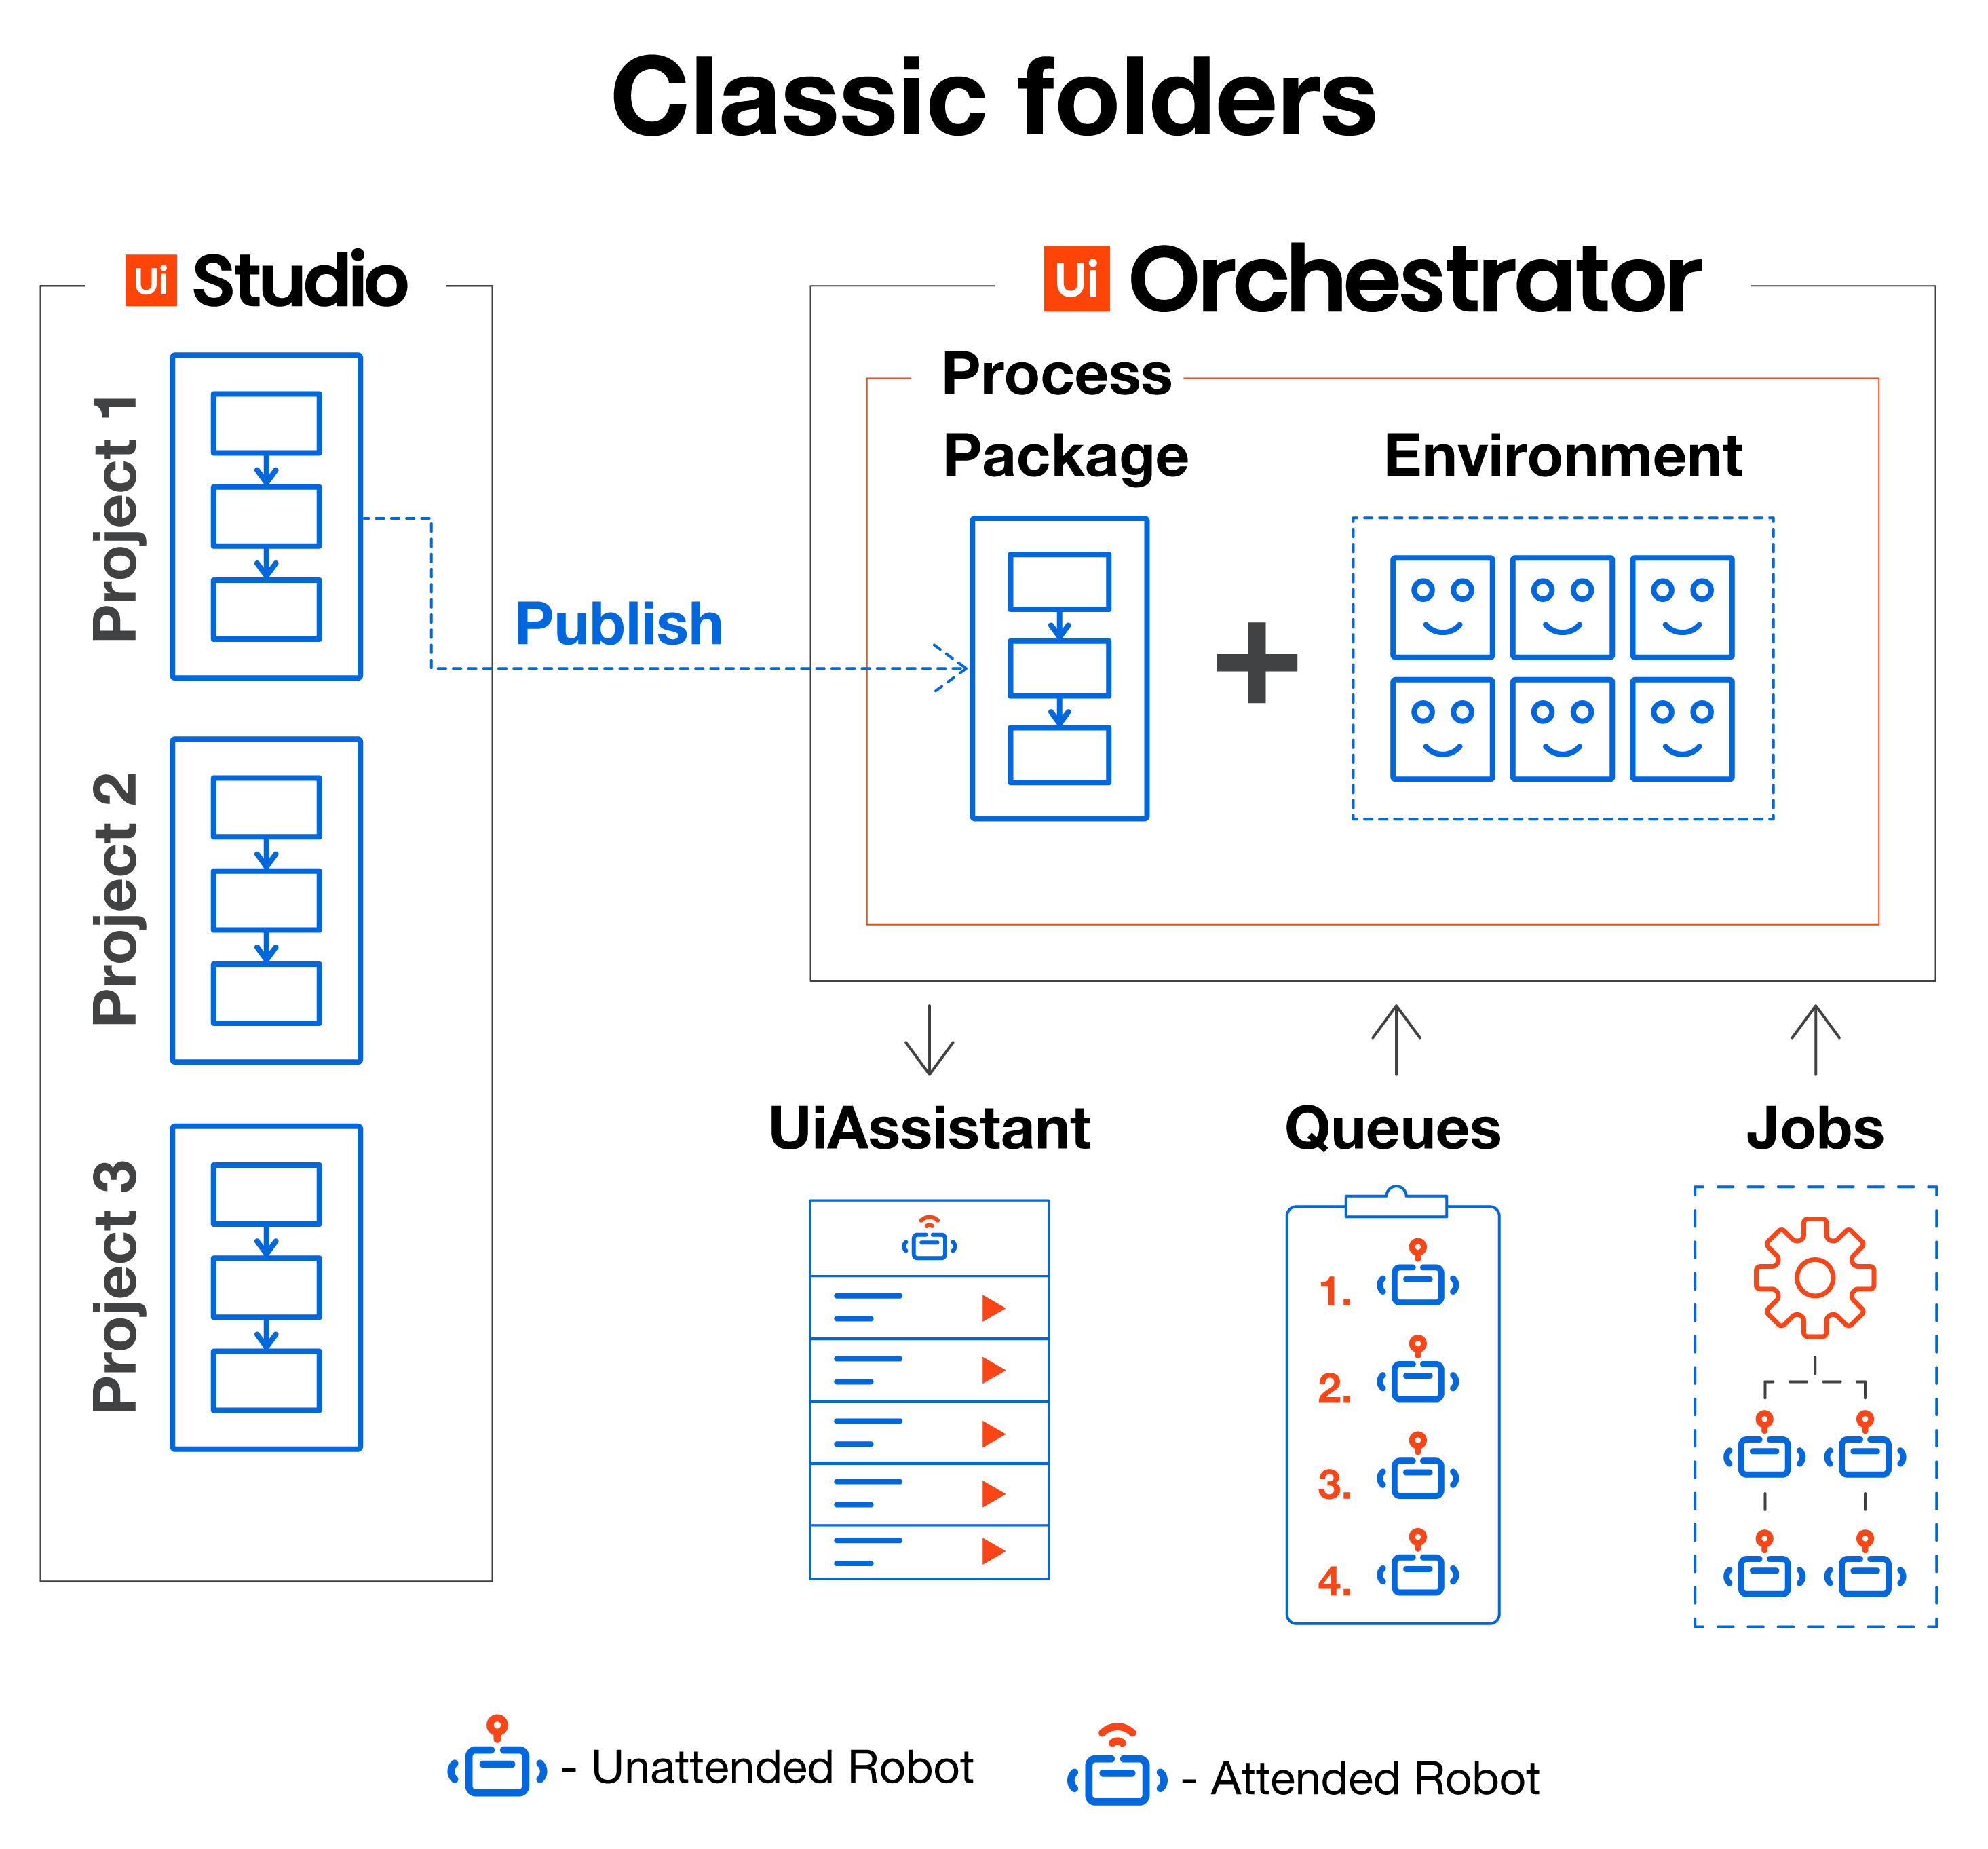 Classic folders
Ui Studio
Project 1
Project 2
Project 3
Publish
Ui Orchestrator
Process
Package
Environment
UiAssistant
Queues
1.
2.
3.
4.
Jobs
- Unattended Robot
- Attended Robot